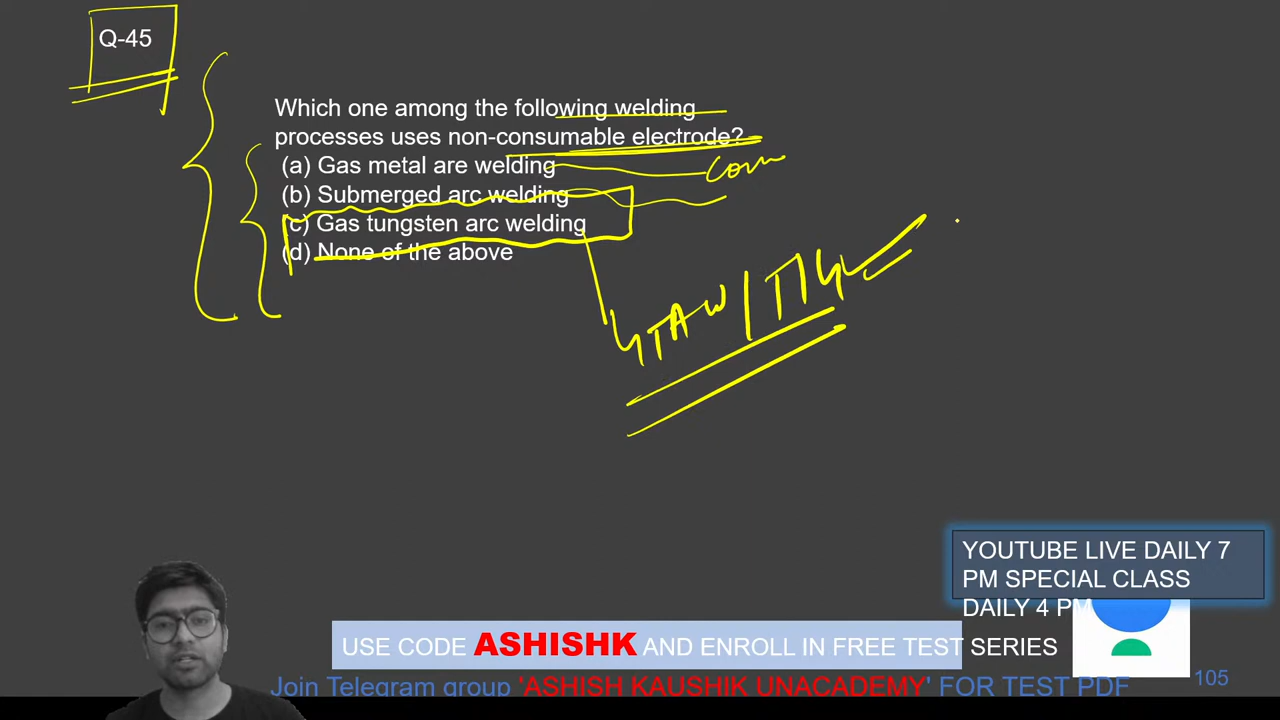 Q-45
Which one among the following welding
processes uses non-consumable electrode?
(a) Gas metal are welding
Com
(b) Submerged arc welding
(c) Gas tungsten arc welding
(d) None of the above
GTAW / TIG
YOUTUBE LIVE DAILY 7
PM SPECIAL CLASS
DAILY 4 PM
USE CODE ASHISHK AND ENROLL IN FREE TEST SERIES
Join Telegram group 'ASHISH KAUSHIK UNACADEMY' FOR TEST PDF
105